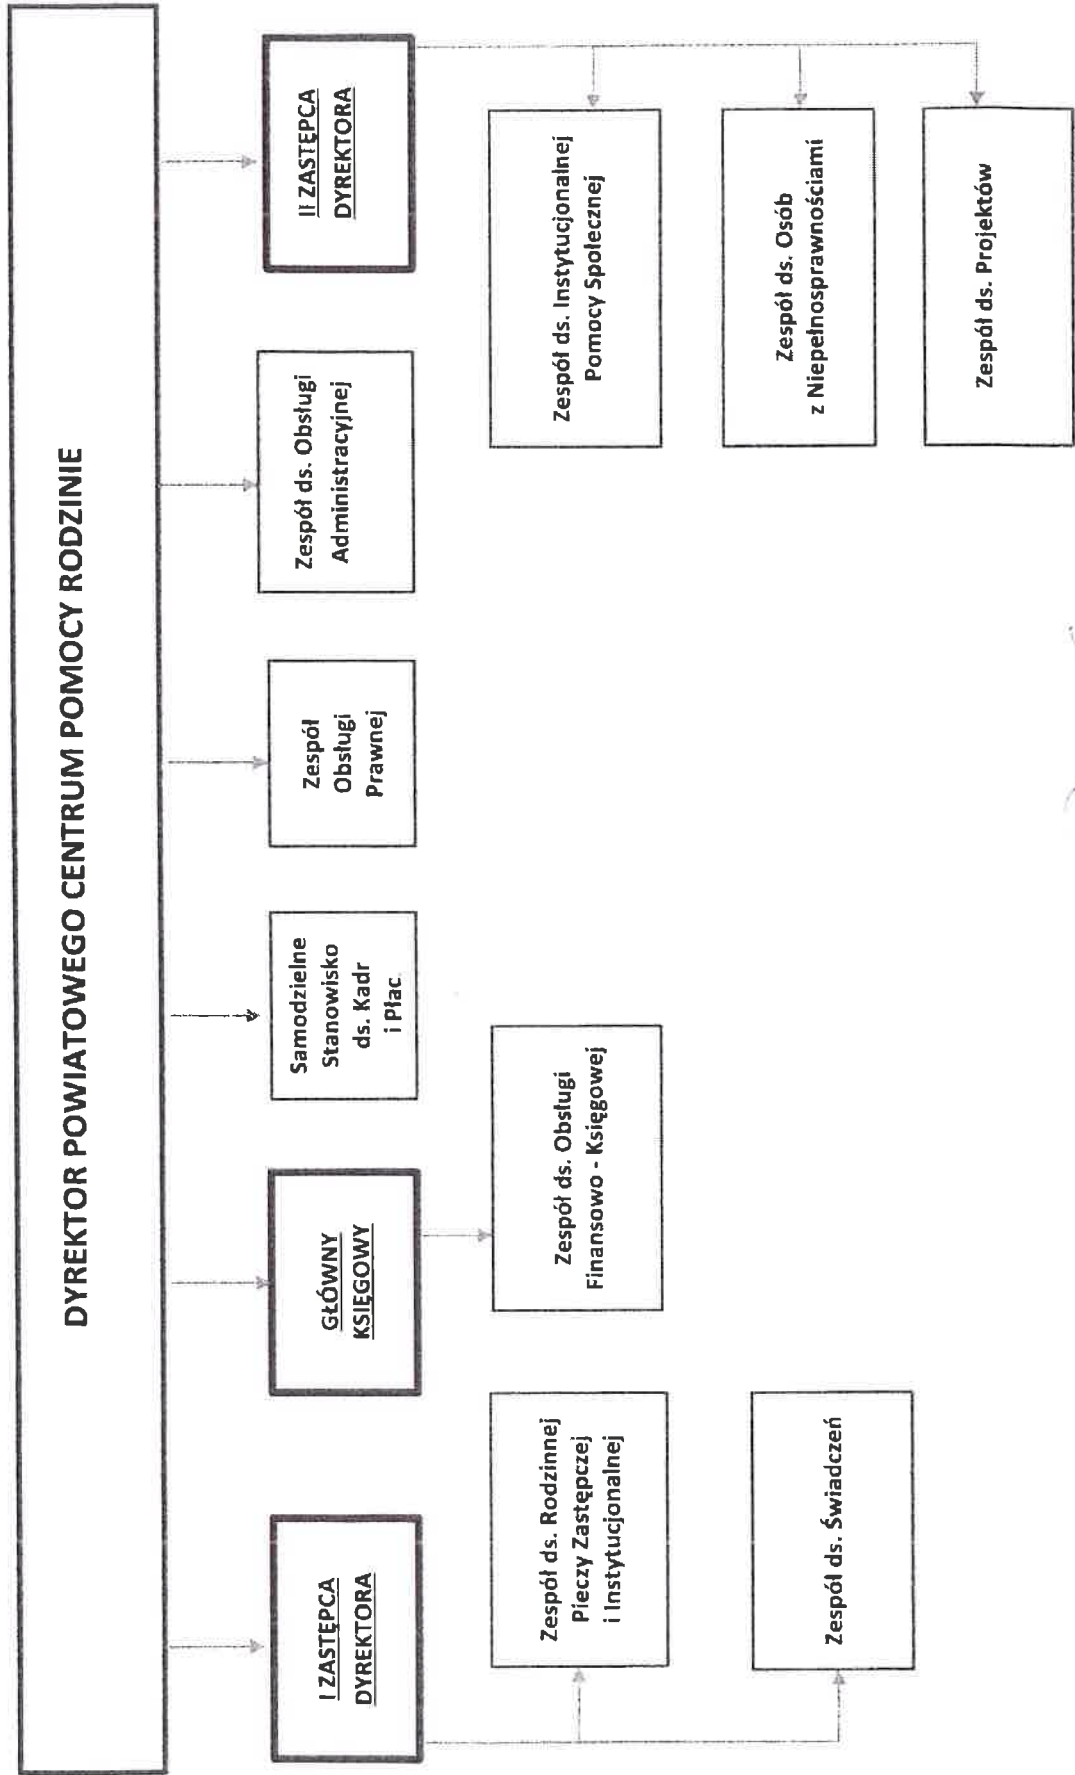 DYREKTOR POWIATOWEGO CENTRUM POMOCY RODZINIE
I ZASTĘPCA
DYREKTORA
GŁÓWNY
KSIĘGOWY
Samodzielne
Stanowisko
ds. Kadr
i Płac
Zespół
Obsługi
Prawnej
Zespół ds. Obsługi
Administracyjnej
II ZASTĘPCA
DYREKTORA
Zespół ds. Rodzinnej
Pieczy Zastępczej
i Instytucjonalnej
Zespół ds. Obsługi
Finansowo - Księgowej
Zespół ds. Instytucjonalnej
Pomocy Społecznej
Zespół ds. Świadczeń
Zespół ds. Osób
z Niepełnosprawnościami
Zespół ds. Projektów